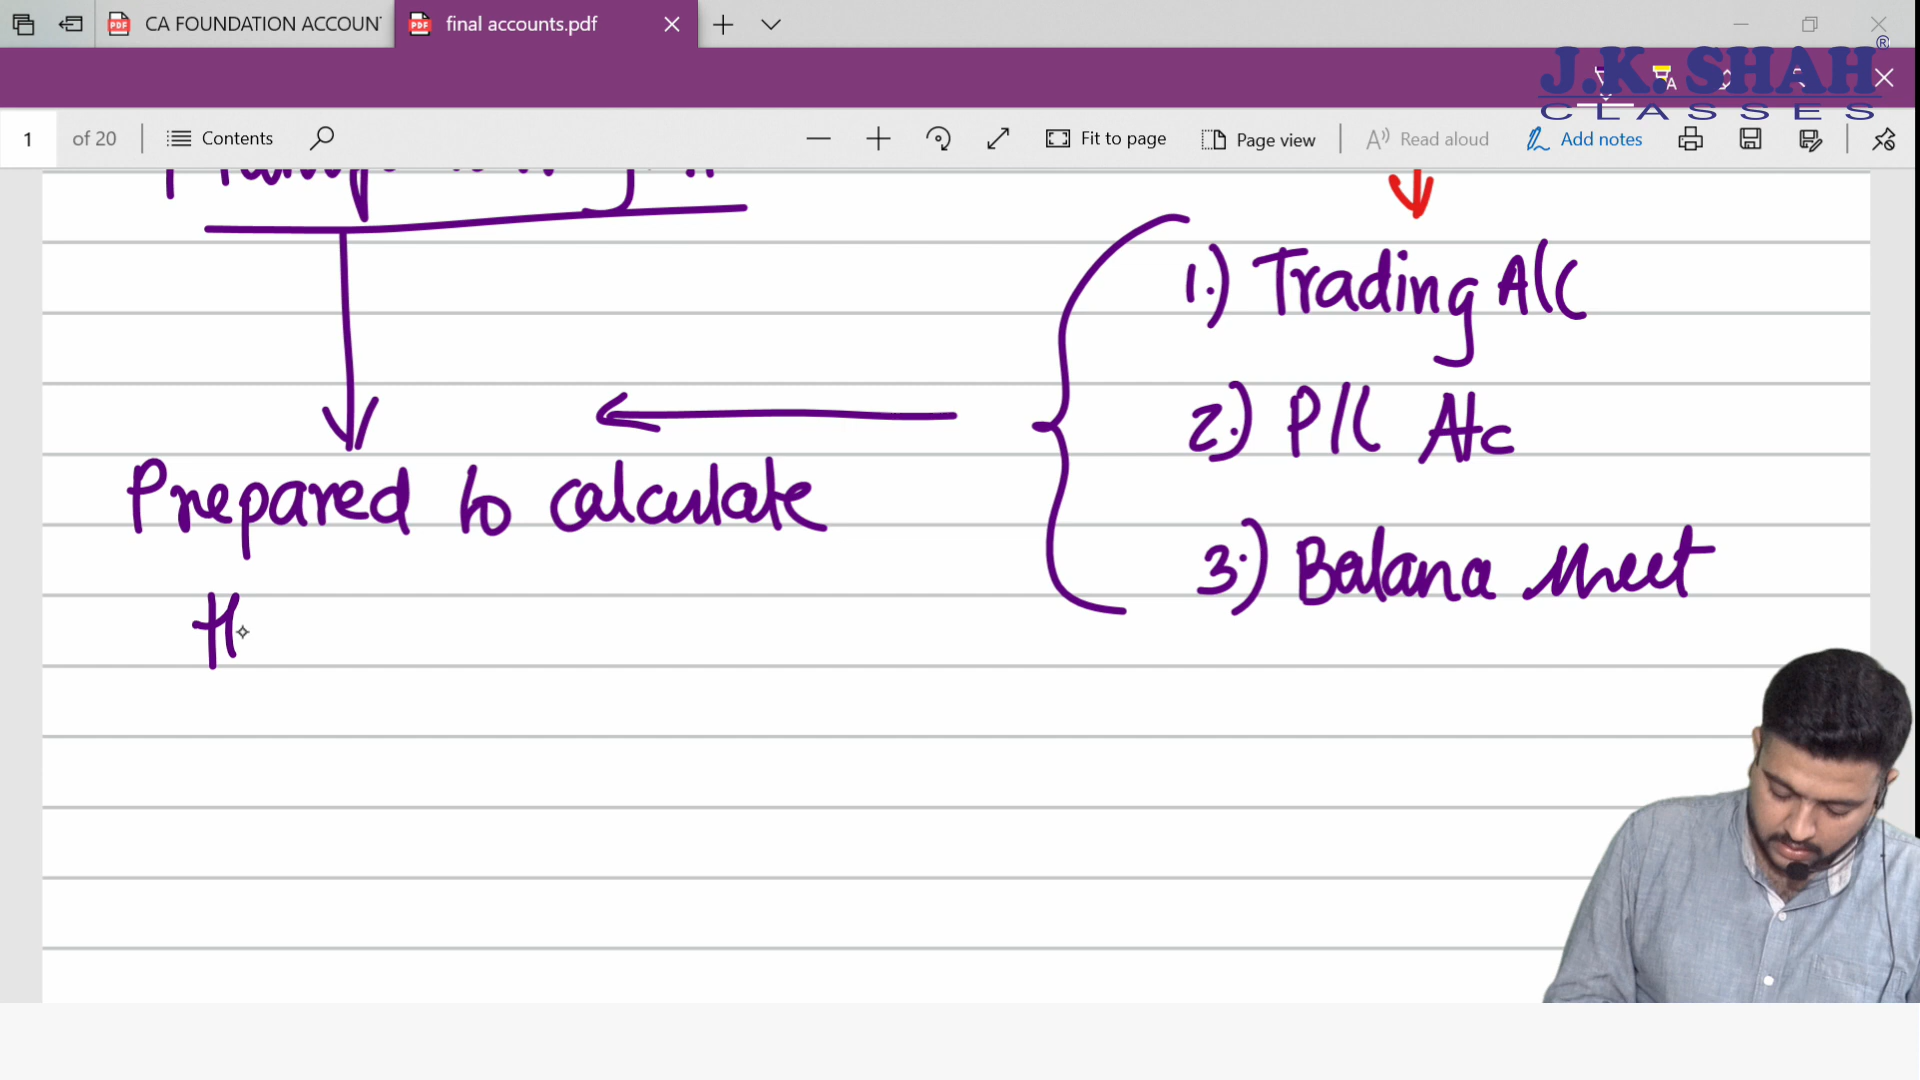 CA FOUNDATION ACCOUN
final accounts.pdf
J.K. SHAH ®
CLASSES
1 of 20
Contents
Fit to page
Page view
Read aloud
Add notes
1.) Trading A/C
2.) P/L A/c
Prepared to calculate
3.) Balance Sheet